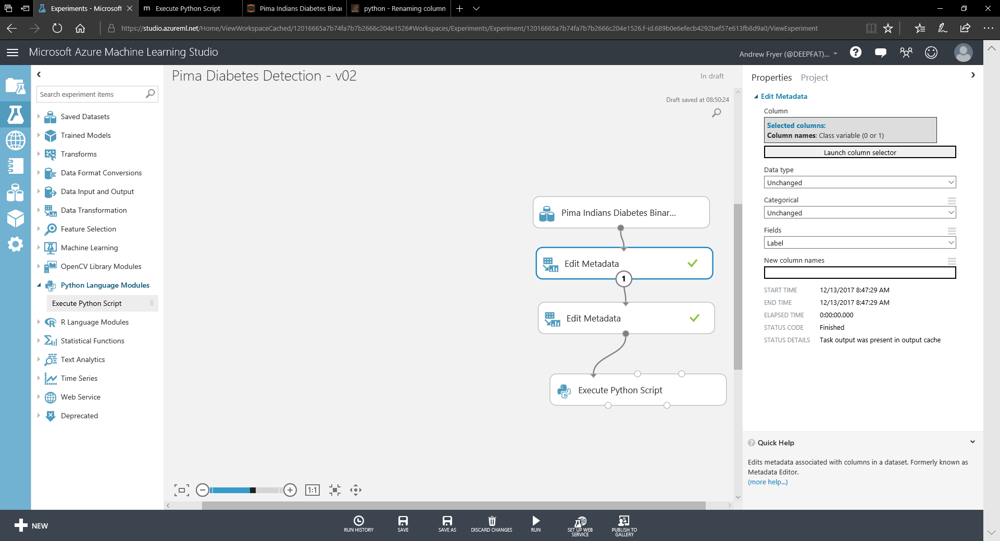 Experiments - Microsoft
Execute Python Script
Pima Indians Diabetes Binar
python - Renaming column
https://studio.azureml.net/Home/ViewWorkspaceCached/12016665a7b74fa7b7b2666c204e1526#Workspaces/Experiments/Experiment/12016665a7b74fa7b7b2666c204e1526.f-id.689b0e6efecb4292bef57e613fb8d9a0/ViewExperiment
Microsoft Azure Machine Learning Studio
Andrew Fryer (@DEEPFAT)...
Search experiment items
Saved Datasets
Trained Models
Transforms
Data Format Conversions
Data Input and Output
Data Transformation
Feature Selection
Machine Learning
OpenCV Library Modules
Python Language Modules
Execute Python Script
R Language Modules
Statistical Functions
Text Analytics
Time Series
Web Service
Deprecated
Pima Diabetes Detection - v02
In draft
Draft saved at 08:50:24
Pima Indians Diabetes Binar...
Edit Metadata
1
Edit Metadata
Execute Python Script
1:1
Properties Project
Edit Metadata
Column
Selected columns:
Column names: Class variable (0 or 1)
Launch column selector
Data type
Unchanged
Categorical
Unchanged
Fields
Label
New column names
START TIME 12/13/2017 8:47:29 AM
END TIME 12/13/2017 8:47:29 AM
ELAPSED TIME 0:00:00.000
STATUS CODE Finished
STATUS DETAILS Task output was present in output cache
Quick Help
Edits metadata associated with columns in a dataset. Formerly known as
Metadata Editor.
(more help...)
NEW
RUN HISTORY
SAVE
SAVE AS
DISCARD CHANGES
RUN
SET UP WEB
SERVICE
PUBLISH TO
GALLERY